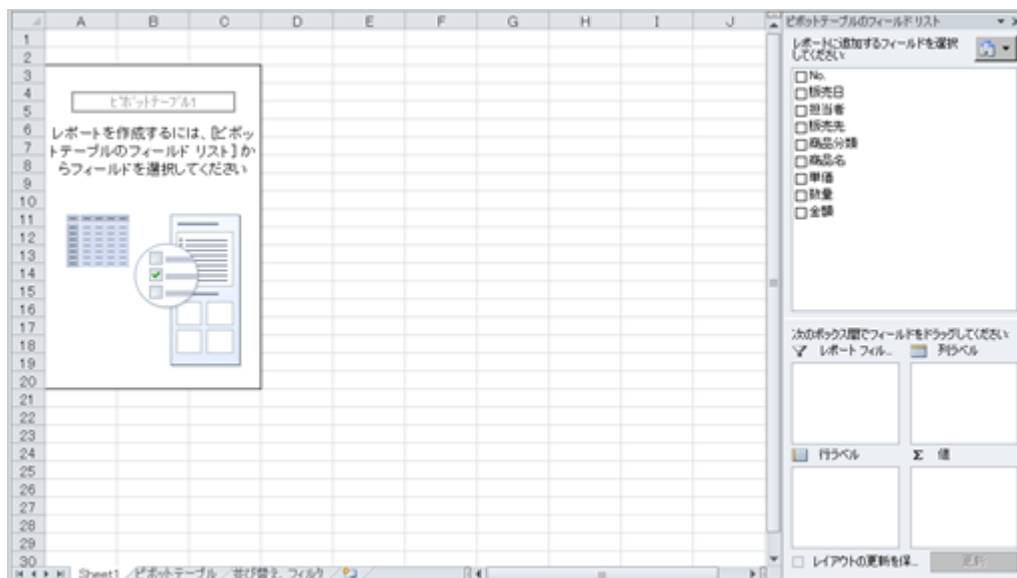 A B C D E F G H I J
ピボットテーブルのフィールド リスト
レポートに追加するフィールドを選択
してください:
No.
販売日
担当者
販売先
商品分類
商品名
単価
数量
金額
1
2
3
4
5
6
7
8
9
10
11
12
13
14
15
16
17
18
19
20
21
22
23
24
25
26
27
28
29
30
ピボットテーブル1
レポートを作成するには、[ピボッ
トテーブルのフィールド リスト] か
らフィールドを選択してください
次のボックス間でフィールドをドラッグしてください:
レポート フィル... 列ラベル
行ラベル Σ 値
レイアウトの更新を保... 更新
Sheet1 ピボットテーブル 並び替え、フィルタ